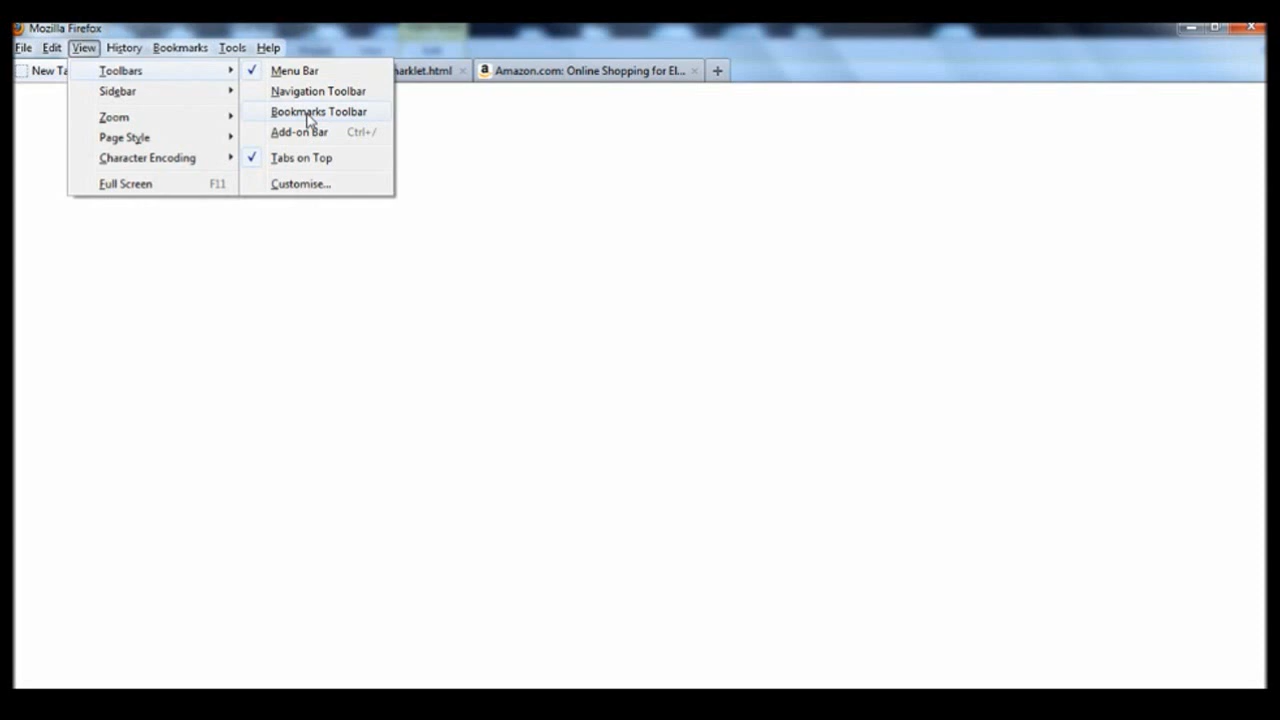 Mozilla Firefox
File Edit View History Bookmarks Tools Help
New Ta
arklet.html
Amazon.com: Online Shopping for El...
Toolbars
Sidebar
Zoom
Page Style
Character Encoding
Full Screen F11
Menu Bar
Navigation Toolbar
Bookmarks Toolbar
Add-on Bar Ctrl+/
Tabs on Top
Customise...